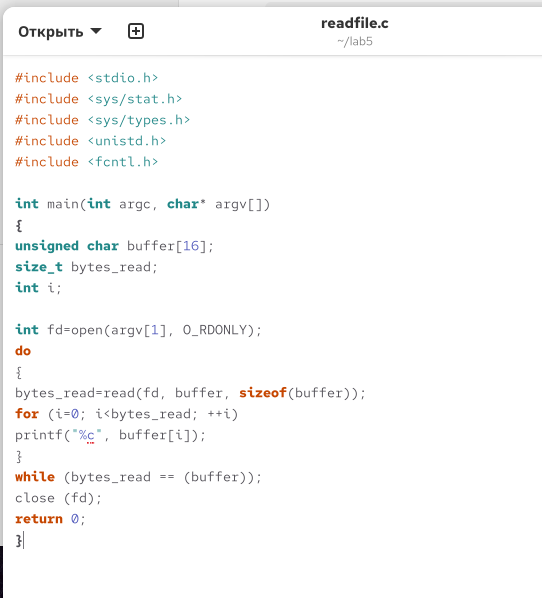 Открыть
readfile.c
~/lab5
#include <stdio.h>
#include <sys/stat.h>
#include <sys/types.h>
#include <unistd.h>
#include <fcntl.h>
int main(int argc, char* argv[])
{
unsigned char buffer[16];
size_t bytes_read;
int i;
int fd=open(argv[1], O_RDONLY);
do
{
bytes_read=read(fd, buffer, sizeof(buffer));
for (i=0; i<bytes_read; ++i)
printf("%c", buffer[i]);
}
while (bytes_read == (buffer));
close (fd);
return 0;
}